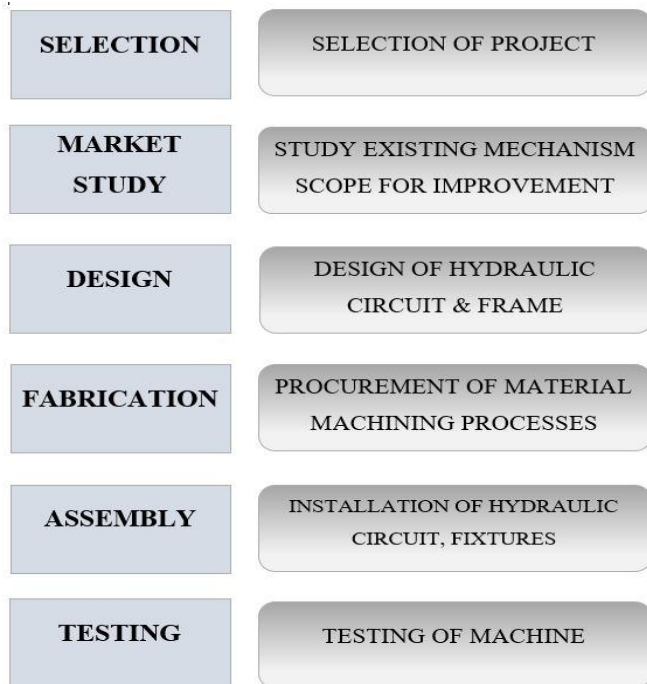 SELECTION
SELECTION OF PROJECT
MARKET
STUDY
STUDY EXISTING MECHANISM
SCOPE FOR IMPROVEMENT
DESIGN
DESIGN OF HYDRAULIC
CIRCUIT & FRAME
FABRICATION
PROCUREMENT OF MATERIAL
MACHINING PROCESSES
ASSEMBLY
INSTALLATION OF HYDRAULIC
CIRCUIT, FIXTURES
TESTING
TESTING OF MACHINE